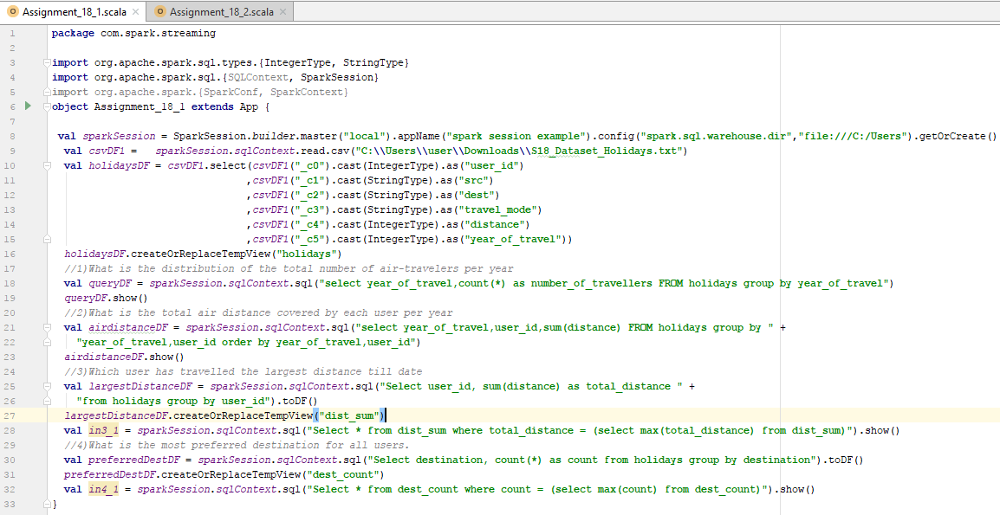 Assignment_18_1.scala Assignment_18_2.scala
1 package com.spark.streaming
2
3 import org.apache.spark.sql.types.{IntegerType, StringType}
4 import org.apache.spark.sql.{SQLContext, SparkSession}
5 import org.apache.spark.{SparkConf, SparkContext}
6 object Assignment_18_1 extends App {
7
8 val sparkSession = SparkSession.builder.master("local").appName("spark session example").config("spark.sql.warehouse.dir","file:///C:/Users").getOrCreate()
9 val csvDF1 = sparkSession.sqlContext.read.csv("C:\\Users\\user\\Downloads\\S18_Dataset_Holidays.txt")
10 val holidaysDF = csvDF1.select(csvDF1("_c0").cast(IntegerType).as("user_id")
11 ,csvDF1("_c1").cast(StringType).as("src")
12 ,csvDF1("_c2").cast(StringType).as("dest")
13 ,csvDF1("_c3").cast(StringType).as("travel_mode")
14 ,csvDF1("_c4").cast(IntegerType).as("distance")
15 ,csvDF1("_c5").cast(IntegerType).as("year_of_travel"))
16 holidaysDF.createOrReplaceTempView("holidays")
17 //1)What is the distribution of the total number of air-travelers per year
18 val queryDF = sparkSession.sqlContext.sql("select year_of_travel,count(*) as number_of_travellers FROM holidays group by year_of_travel")
19 queryDF.show()
20 //2)What is the total air distance covered by each user per year
21 val airdistanceDF = sparkSession.sqlContext.sql("select year_of_travel,user_id,sum(distance) FROM holidays group by " +
22 "year_of_travel,user_id order by year_of_travel,user_id")
23 airdistanceDF.show()
24 //3)Which user has travelled the largest distance till date
25 val largestDistanceDF = sparkSession.sqlContext.sql("Select user_id, sum(distance) as total_distance " +
26 "from holidays group by user_id").toDF()
27 largestDistanceDF.createOrReplaceTempView("dist_sum")
28 val in3_1 = sparkSession.sqlContext.sql("Select * from dist_sum where total_distance = (select max(total_distance) from dist_sum)").show()
29 //4)What is the most preferred destination for all users.
30 val preferredDestDF = sparkSession.sqlContext.sql("Select destination, count(*) as count from holidays group by destination").toDF()
31 preferredDestDF.createOrReplaceTempView("dest_count")
32 val in4_1 = sparkSession.sqlContext.sql("Select * from dest_count where count = (select max(count) from dest_count)").show()
33 }